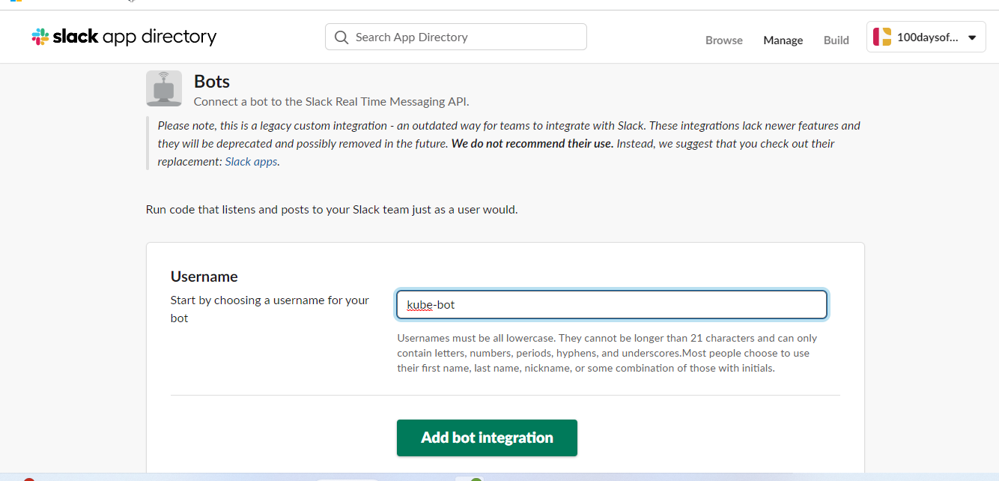 slack app directory
Search App Directory
Browse
Manage
Build
100daysof...
Bots
Connect a bot to the Slack Real Time Messaging API.
Please note, this is a legacy custom integration - an outdated way for teams to integrate with Slack. These integrations lack newer features and
they will be deprecated and possibly removed in the future. We do not recommend their use. Instead, we suggest that you check out their
replacement: Slack apps.
Run code that listens and posts to your Slack team just as a user would.
Username
Start by choosing a username for your
bot
kube-bot
Usernames must be all lowercase. They cannot be longer than 21 characters and can only
contain letters, numbers, periods, hyphens, and underscores.Most people choose to use
their first name, last name, nickname, or some combination of those with initials.
Add bot integration